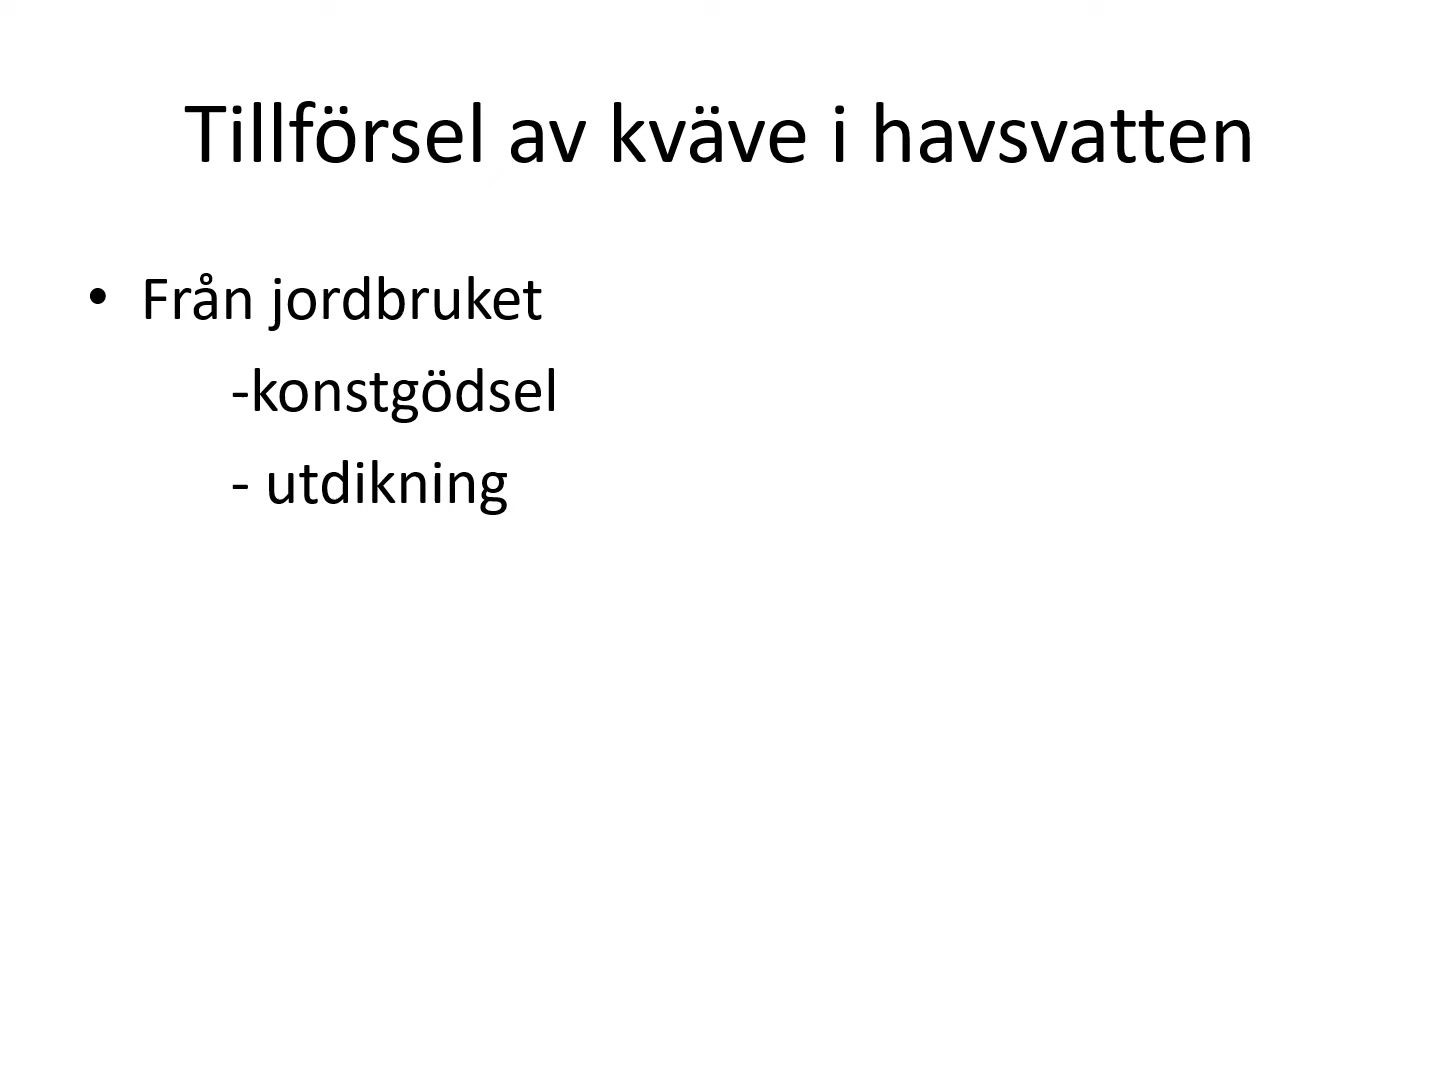 Tillförsel av kväve i havsvatten
• Från jordbruket
-konstgödsel
- utdikning